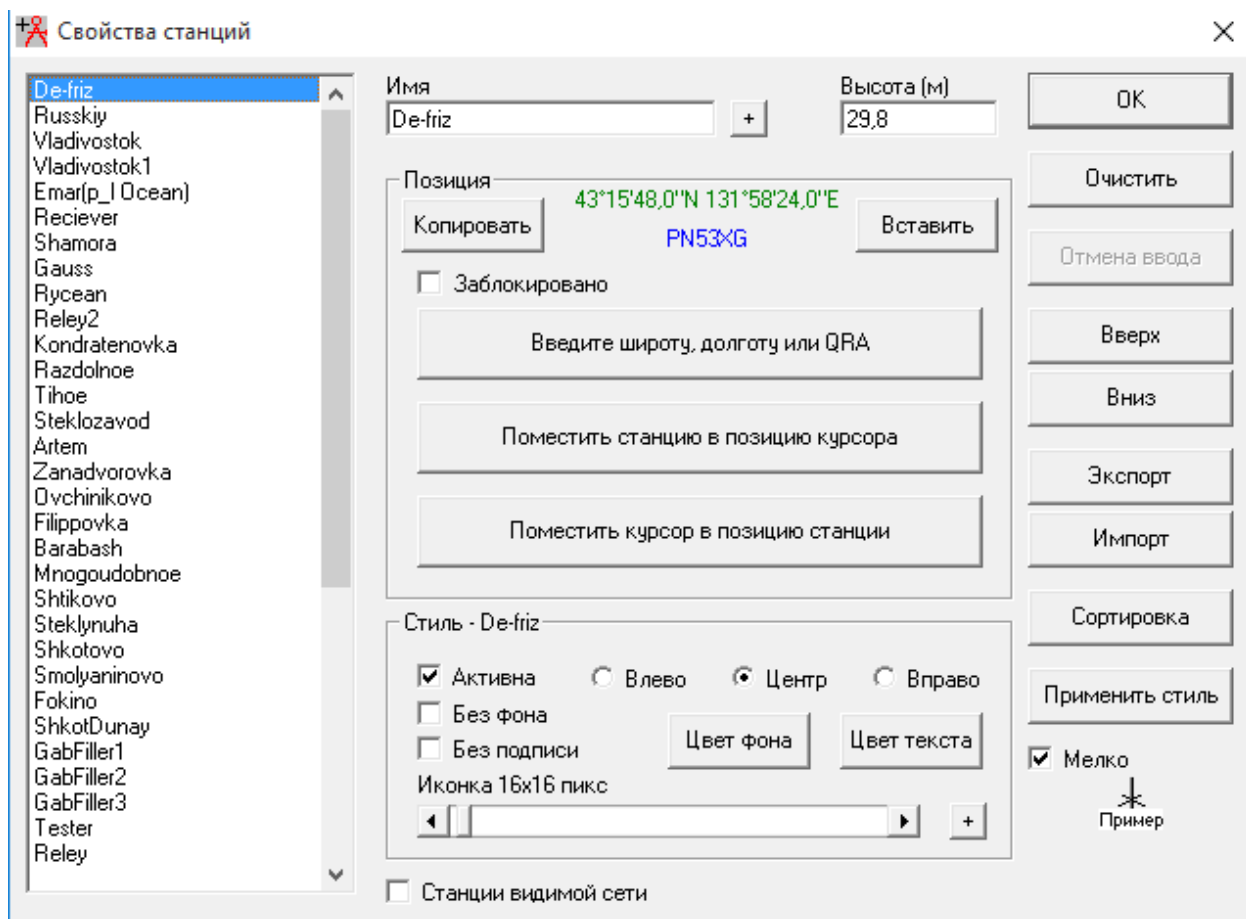 Свойства станций
De-friz
Russkiy
Vladivostok
Vladivostok1
Emar(p_l Ocean)
Reciever
Shamora
Gauss
Rycean
Reley2
Kondratenovka
Razdolnoe
Tihoe
Steklozavod
Artem
Zanadvorovka
Ovchinikovo
Filippovka
Barabash
Mnogoudobnoe
Shtikovo
Steklynuha
Shkotovo
Smolyaninovo
Fokino
ShkotDunay
GabFiller1
GabFiller2
GabFiller3
Tester
Reley
Имя
Высота (м)
De-friz
+
29,8
Позиция
Копировать
43°15'48,0''N 131°58'24,0''E
PN53XG
Вставить
Заблокировано
Введите широту, долготу или QRA
Поместить станцию в позицию курсора
Поместить курсор в позицию станции
Стиль - De-friz
Активна
Влево
Центр
Вправо
Без фона
Без подписи
Цвет фона
Цвет текста
Иконка 16x16 пикс
+
Станции видимой сети
OK
Очистить
Отмена ввода
Вверх
Вниз
Экспорт
Импорт
Сортировка
Применить стиль
Мелко
Пример